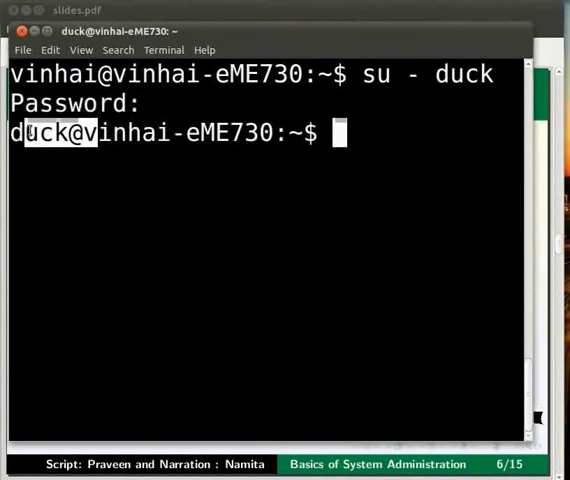 slides.pdf
duck@vinhai-eME730: ~
File Edit View Search Terminal Help
vinhai@vinhai-eME730:~$ su - duck
Password:
duck@vinhai-eME730:~$
Script: Praveen and Narration : Namita Basics of System Administration 6/15